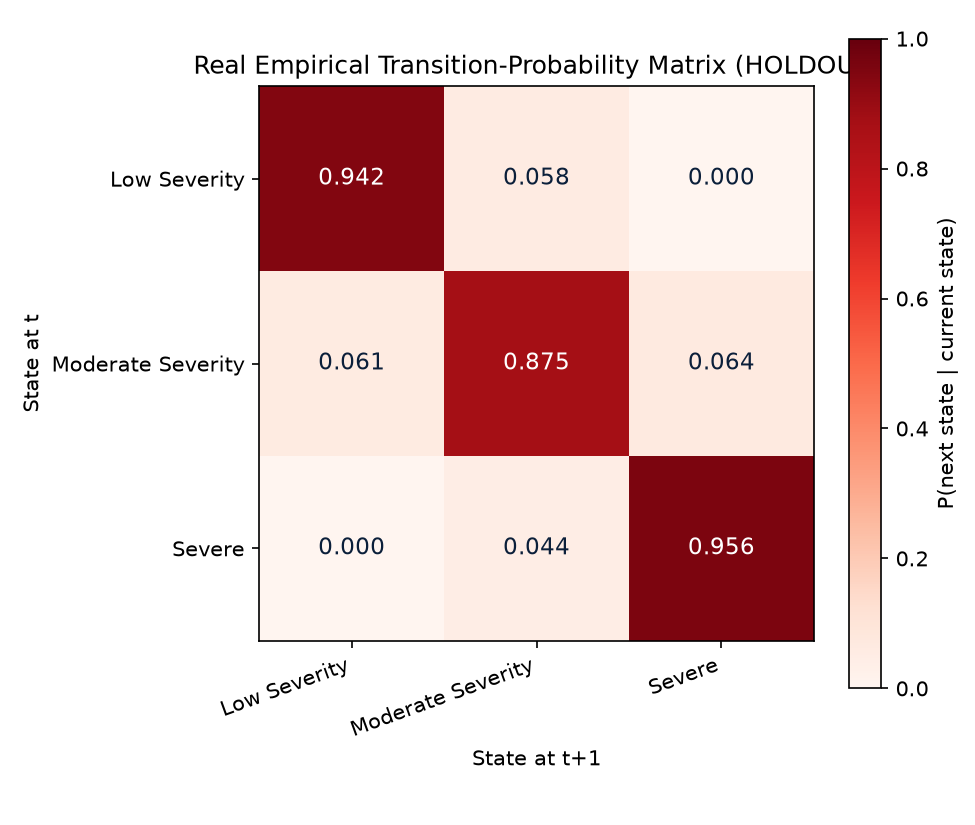 Real Empirical Transition-Probability Matrix (HOLDOU
1.0
0.8
0.6
0.4
0.2
0.0
P(next state | current state)
State at t
Low Severity
0.942 0.058 0.000
Moderate Severity
0.061 0.875 0.064
Severe
0.000 0.044 0.956
Low Severity
Moderate Severity
Severe
State at t+1